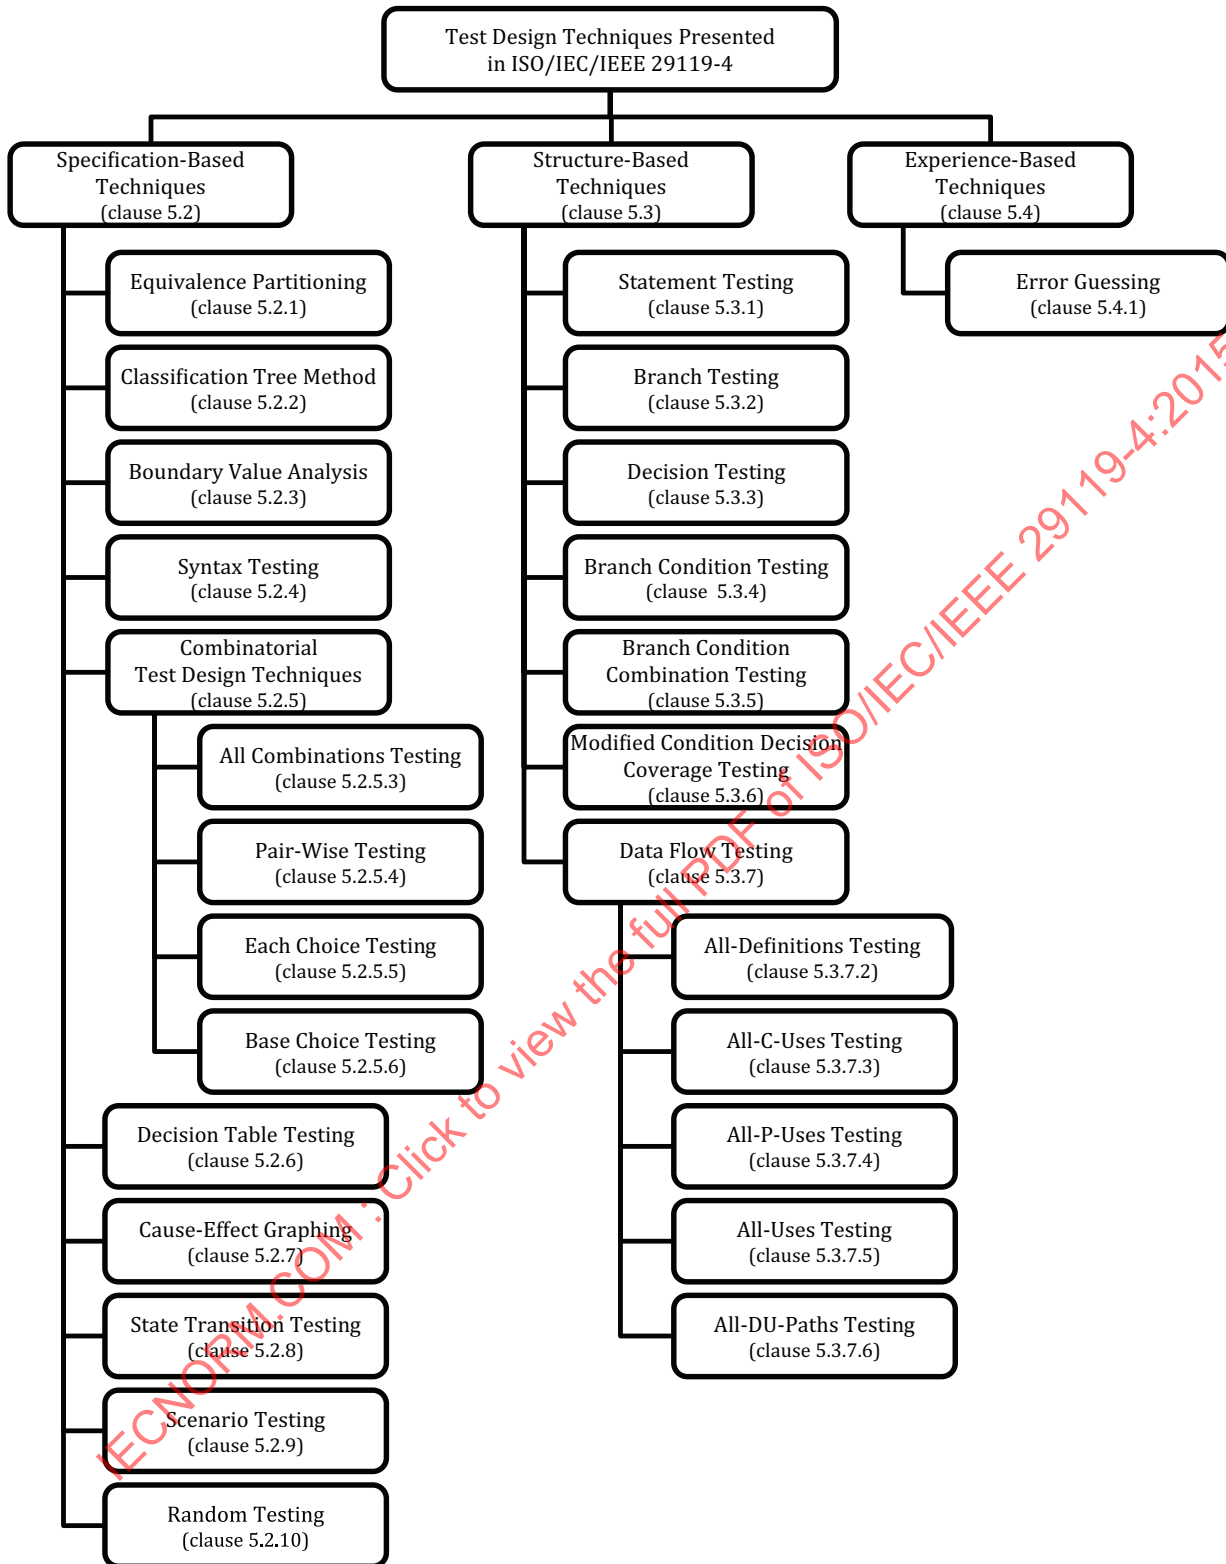 Test Design Techniques Presented
in ISO/IEC/IEEE 29119-4
Specification-Based
Techniques
(clause 5.2)
Equivalence Partitioning
(clause 5.2.1)
Classification Tree Method
(clause 5.2.2)
Boundary Value Analysis
(clause 5.2.3)
Syntax Testing
(clause 5.2.4)
Combinatorial
Test Design Techniques
(clause 5.2.5)
All Combinations Testing
(clause 5.2.5.3)
Pair-Wise Testing
(clause 5.2.5.4)
Each Choice Testing
(clause 5.2.5.5)
Base Choice Testing
(clause 5.2.5.6)
Decision Table Testing
(clause 5.2.6)
Cause-Effect Graphing
(clause 5.2.7)
State Transition Testing
(clause 5.2.8)
Scenario Testing
(clause 5.2.9)
Random Testing
(clause 5.2.10)
Structure-Based
Techniques
(clause 5.3)
Statement Testing
(clause 5.3.1)
Branch Testing
(clause 5.3.2)
Decision Testing
(clause 5.3.3)
Branch Condition Testing
(clause 5.3.4)
Branch Condition
Combination Testing
(clause 5.3.5)
Modified Condition Decision
Coverage Testing
(clause 5.3.6)
Data Flow Testing
(clause 5.3.7)
All-Definitions Testing
(clause 5.3.7.2)
All-C-Uses Testing
(clause 5.3.7.3)
All-P-Uses Testing
(clause 5.3.7.4)
All-Uses Testing
(clause 5.3.7.5)
All-DU-Paths Testing
(clause 5.3.7.6)
Experience-Based
Techniques
(clause 5.4)
Error Guessing
(clause 5.4.1)
IECNORM.COM : Click to view the full PDF of ISO/IEC/IEEE 29119-4:2015